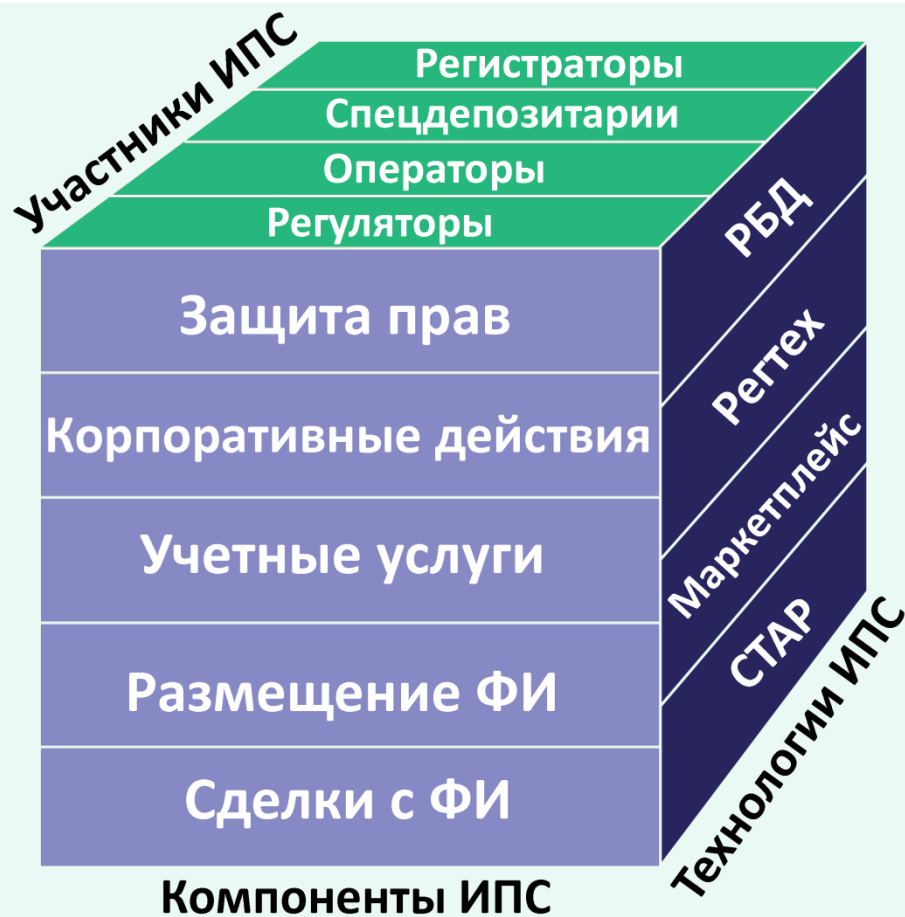 Участники ИПС
Регистраторы
Спецдепозитарии
Операторы
Регуляторы
Защита прав
Корпоративные действия
Учетные услуги
Размещение ФИ
Сделки с ФИ
Компоненты ИПС
РБД
Регтех
Маркетплейс
СТАР
Технологии ИПС